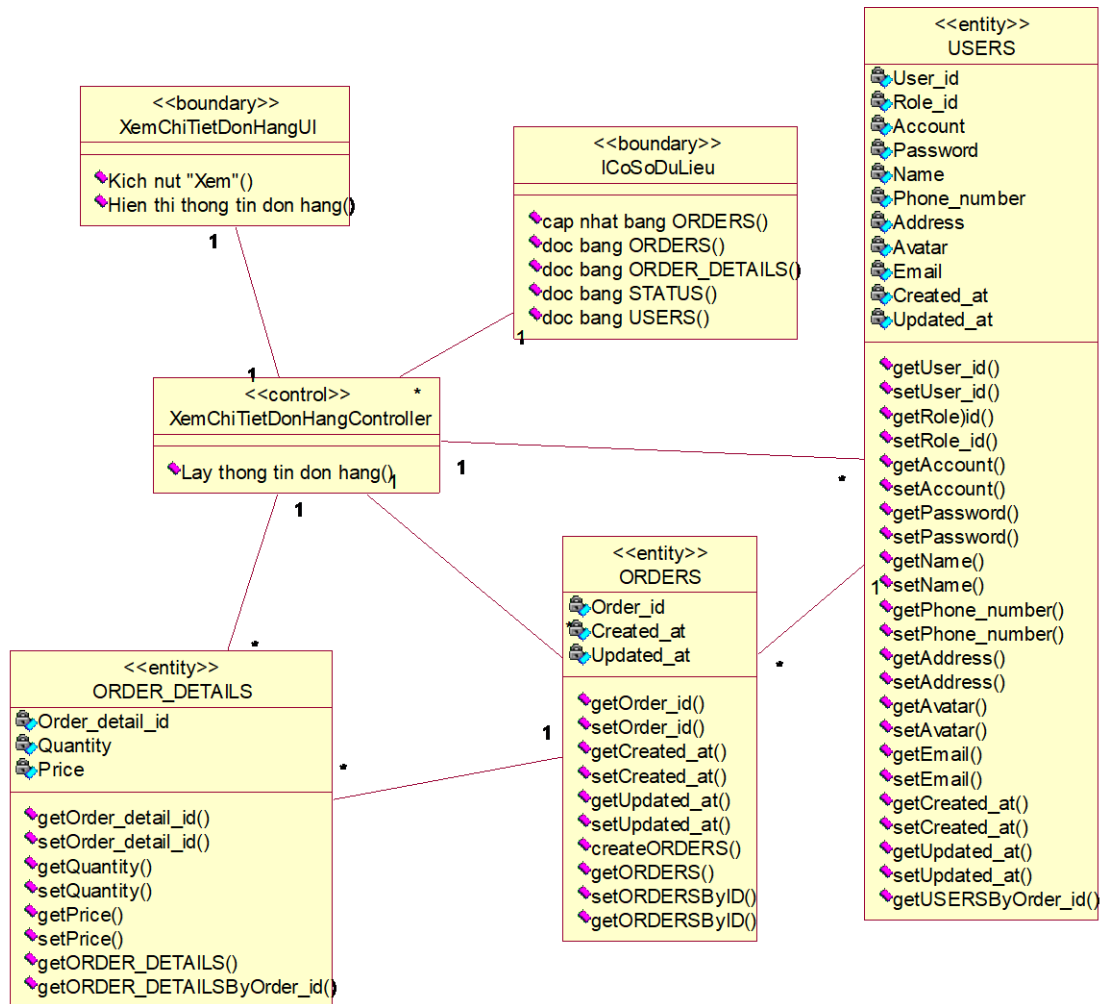 <<boundary>>
XemChiTietDonHangUI
Kich nut "Xem"()
Hien thi thong tin don hang()
1
<<boundary>>
ICoSoDuLieu
cap nhat bang ORDERS()
doc bang ORDERS()
doc bang ORDER_DETAILS()
doc bang STATUS()
doc bang USERS()
1
<<entity>>
USERS
User_id
Role_id
Account
Password
Name
Phone_number
Address
Avatar
Email
Created_at
Updated_at
getUser_id()
setUser_id()
getRole)id()
setRole_id()
getAccount()
setAccount()
getPassword()
setPassword()
getName()
setName()
getPhone_number()
setPhone_number()
getAddress()
setAddress()
getAvatar()
setAvatar()
getEmail()
setEmail()
getCreated_at()
setCreated_at()
getUpdated_at()
setUpdated_at()
getUSERSByOrder_id()
*
1
1
<<control>>
*
XemChiTietDonHangController
Lay thong tin don hang()
1
1
1
<<entity>>
ORDERS
Order_id
*
Created_at
Updated_at
getOrder_id()
setOrder_id()
getCreated_at()
setCreated_at()
getUpdated_at()
setUpdated_at()
createORDERS()
getORDERS()
setORDERSByID()
getORDERSByID()
*
1
*
<<entity>>
ORDER_DETAILS
Order_detail_id
Quantity
Price
getOrder_detail_id()
setOrder_detail_id()
getQuantity()
setQuantity()
getPrice()
setPrice()
getORDER_DETAILS()
getORDER_DETAILSByOrder_id()
*